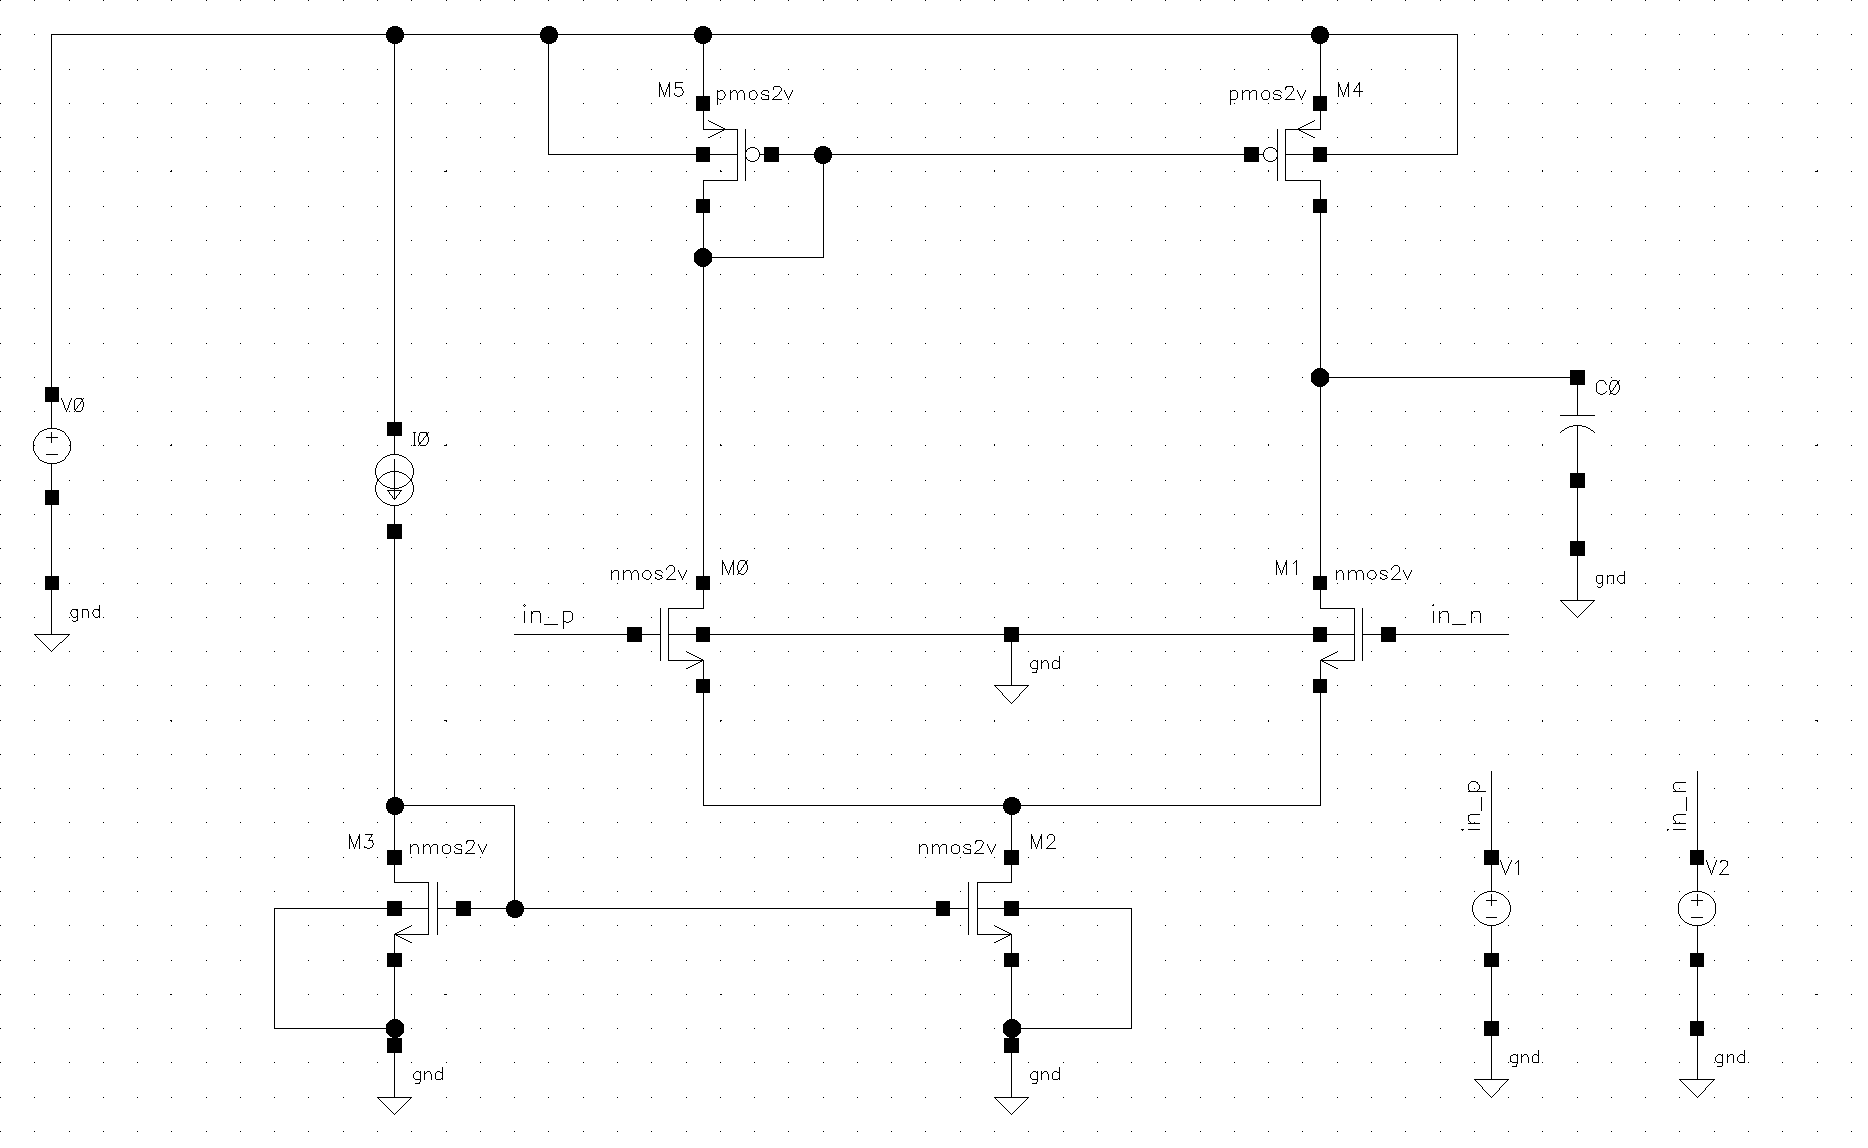 M5 pmos2v
pmos2v M4
VØ
IØ
CØ
nmos2v MØ
M1 nmos2v
gnd
in_p
in_n
gnd
gnd
in_p
in_n
M3 nmos2v
nmos2v M2
V1
V2
gnd
gnd
gnd
gnd